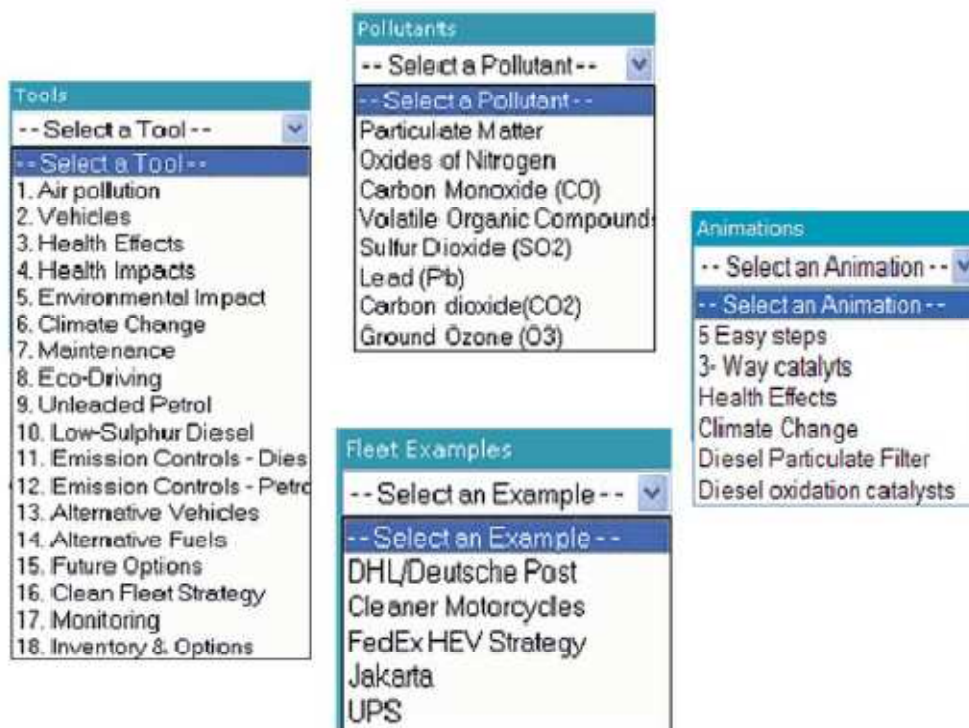 Tools
-- Select a Tool --
-- Select a Tool --
1. Air pollution
2. Vehicles
3. Health Effects
4. Health Impacts
5. Environmental Impact
6. Climate Change
7. Maintenance
8. Eco-Driving
9. Unleaded Petrol
10. Low-Sulphur Diesel
11. Emission Controls - Dies
12. Emission Controls - Petro
13. Alternative Vehicles
14. Alternative Fuels
15. Future Options
16. Clean Fleet Strategy
17. Monitoring
18. Inventory & Options
Pollutants
-- Select a Pollutant --
-- Select a Pollutant --
Particulate Matter
Oxides of Nitrogen
Carbon Monoxide (CO)
Volatile Organic Compounds
Sulfur Dioxide (SO2)
Lead (Pb)
Carbon dioxide(CO2)
Ground Ozone (O3)
Fleet Examples
-- Select an Example --
-- Select an Example --
DHL/Deutsche Post
Cleaner Motorcycles
FedEx HEV Strategy
Jakarta
UPS
Animations
-- Select an Animation --
-- Select an Animation --
5 Easy steps
3- Way catalyts
Health Effects
Climate Change
Diesel Particulate Filter
Diesel oxidation catalysts